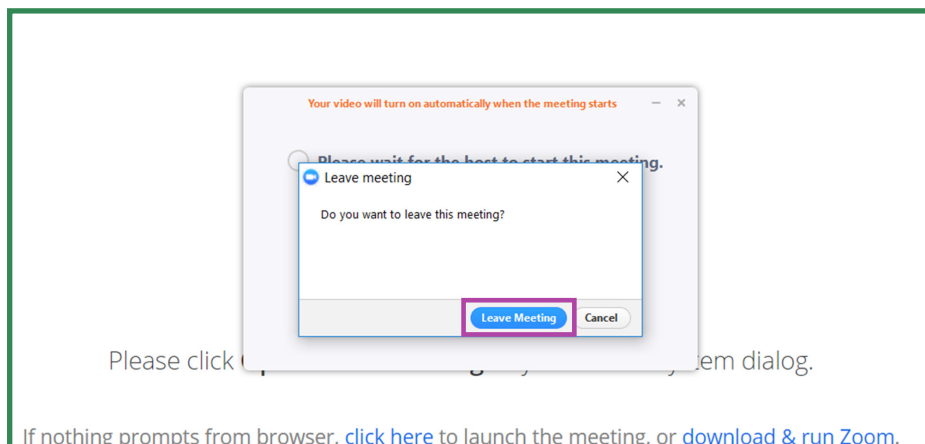 Your video will turn on automatically when the meeting starts
Please wait for the host to start this meeting.
Leave meeting
Do you want to leave this meeting?
Leave Meeting Cancel
Please click
tem dialog.
If nothing prompts from browser, click here to launch the meeting, or download & run Zoom.